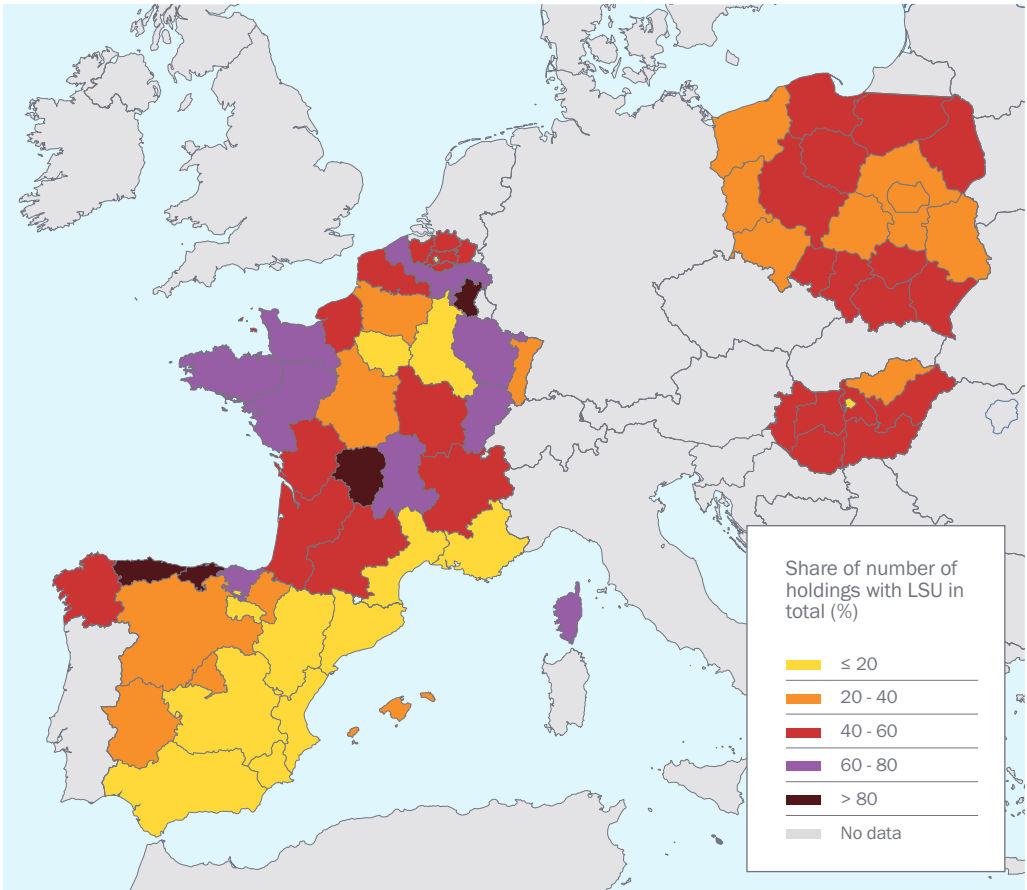 Share of number of
holdings with LSU in
total (%)
≤ 20
20 - 40
40 - 60
60 - 80
> 80
No data